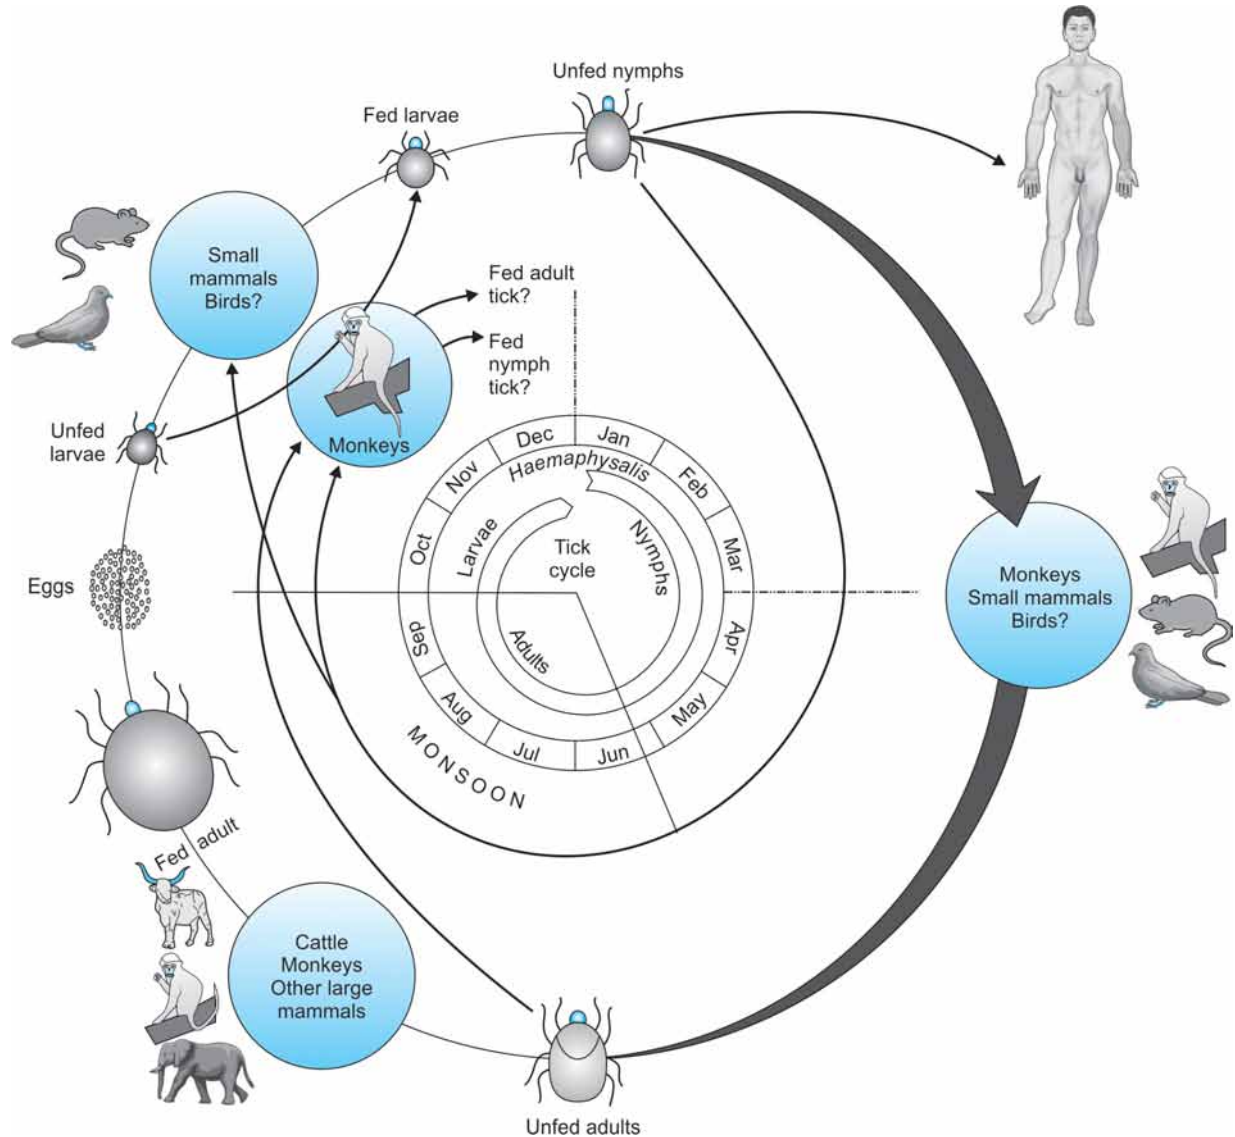 Unfed nymphs
Fed larvae
Small
mammals
Birds?
Fed adult
tick?
Fed
nymph
tick?
Monkeys
Unfed
larvae
Dec
Jan
Nov
Haemaphysalis
Feb
Oct
Larvae
Tick
cycle
Nymphs
Mar
Eggs
Monkeys
Small mammals
Birds?
Sep
Adults
Apr
Aug
May
Jul
Jun
MONSOON
Fed adult
Cattle
Monkeys
Other large
mammals
Unfed adults